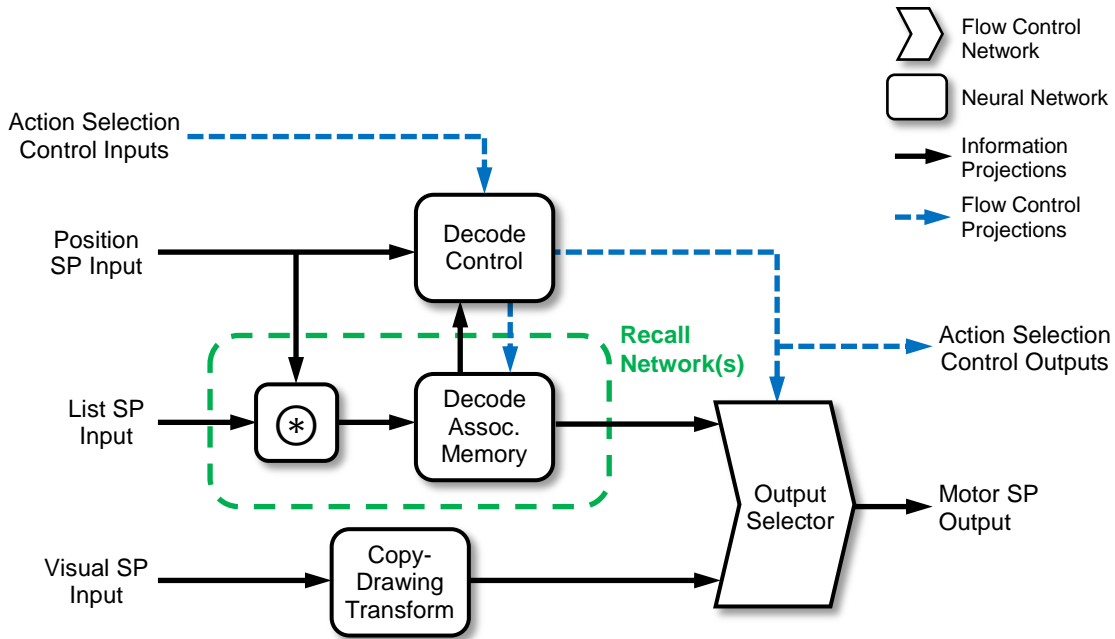 Flow Control
Network
Neural Network
Action Selection
Control Inputs
Information
Projections
Flow Control
Projections
Position
SP Input
Decode
Control
Recall
Network(s)
Action Selection
Control Outputs
List SP
Input
*
Decode
Assoc.
Memory
Output
Selector
Motor SP
Output
Visual SP
Input
Copy-
Drawing
Transform